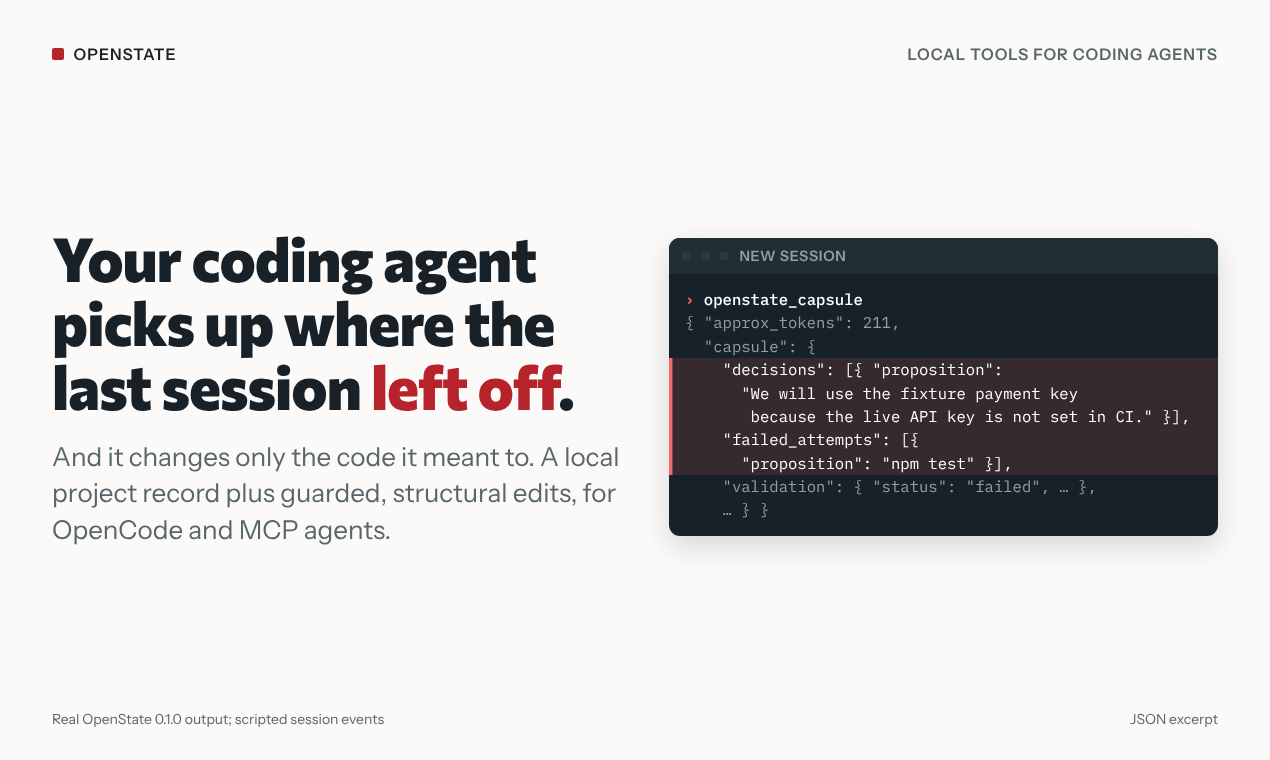 OPENSTATE
LOCAL TOOLS FOR CODING AGENTS
Your coding agent
picks up where the
last session left off.
And it changes only the code it meant to. A local
project record plus guarded, structural edits, for
OpenCode and MCP agents.
NEW SESSION
› openstate_capsule
{ "approx_tokens": 211,
  "capsule": {
    "decisions": [{ "proposition":
      "We will use the fixture payment key
       because the live API key is not set in CI." }],
    "failed_attempts": [{
      "proposition": "npm test" }],
    "validation": { "status": "failed", … },
    … } }
Real OpenState 0.1.0 output; scripted session events
JSON excerpt